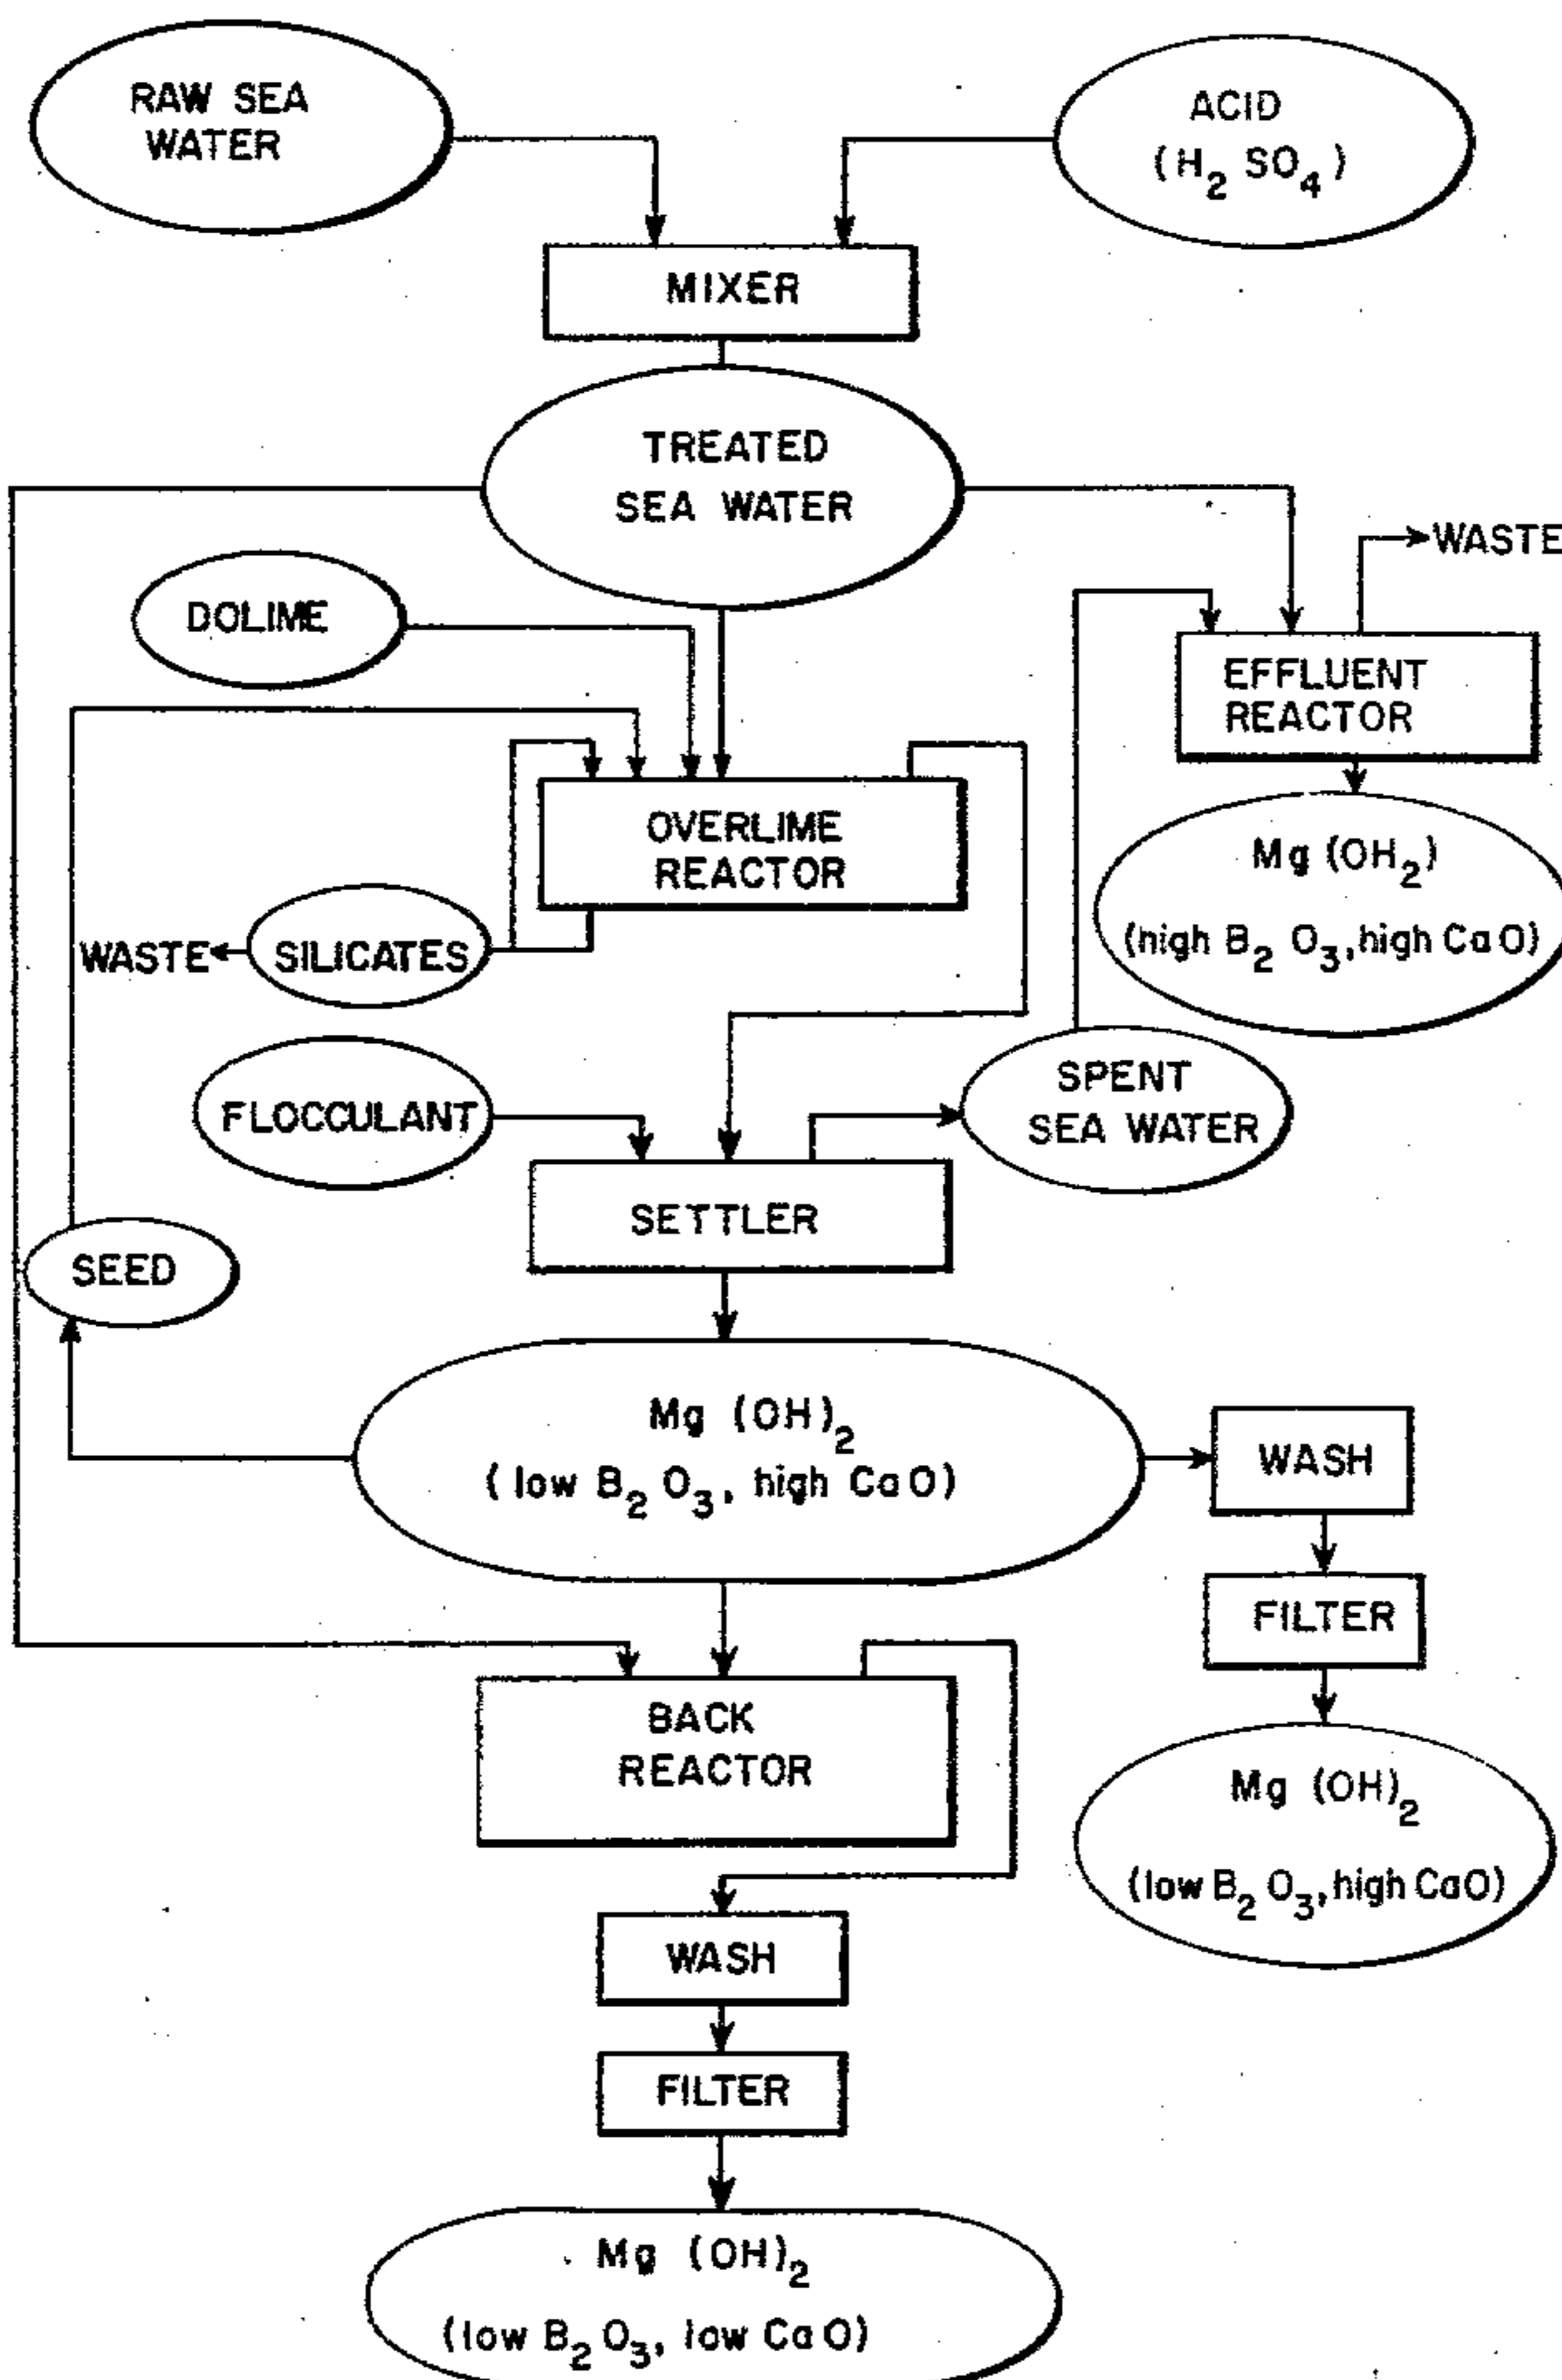 RAW SEA
WATER
ACID
(H₂ SO₄)
MIXER
TREATED
SEA WATER
WASTE
DOLIME
EFFLUENT
REACTOR
OVERLIME
REACTOR
Mg (OH₂)
(high B₂ O₃, high CaO)
WASTE
SILICATES
SPENT
SEA WATER
FLOCCULANT
SETTLER
SEED
Mg (OH)₂
(low B₂ O₃, high CaO)
WASH
FILTER
BACK
REACTOR
Mg (OH)₂
(low B₂ O₃, high CaO)
WASH
FILTER
Mg (OH)₂
(low B₂ O₃, low CaO)